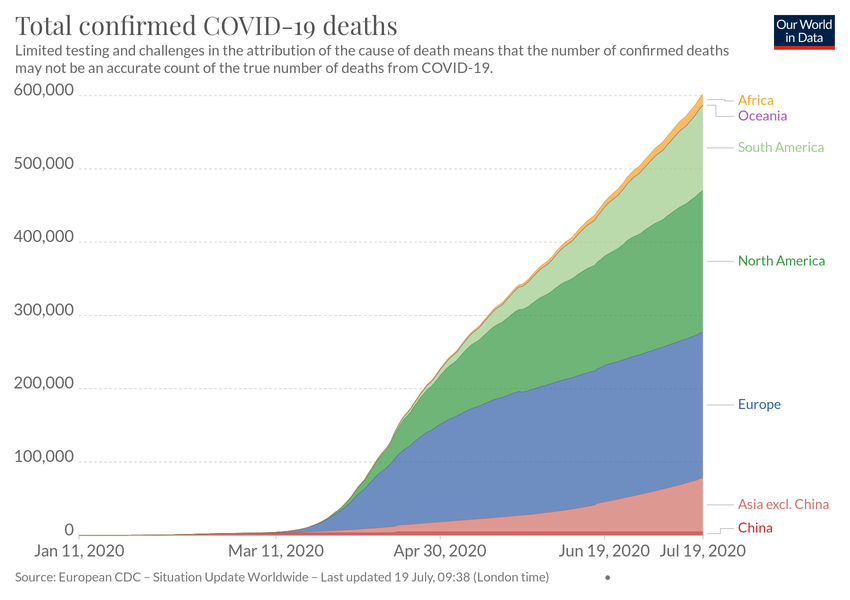 Total confirmed COVID-19 deaths
Our World
in Data
Limited testing and challenges in the attribution of the cause of death means that the number of confirmed deaths
may not be an accurate count of the true number of deaths from COVID-19.
600,000
500,000
400,000
300,000
200,000
100,000
0
Africa
Oceania
South America
North America
Europe
Asia excl. China
China
Jan 11, 2020
Mar 11, 2020
Apr 30, 2020
Jun 19, 2020
Jul 19, 2020
Source: European CDC – Situation Update Worldwide – Last updated 19 July, 09:38 (London time)